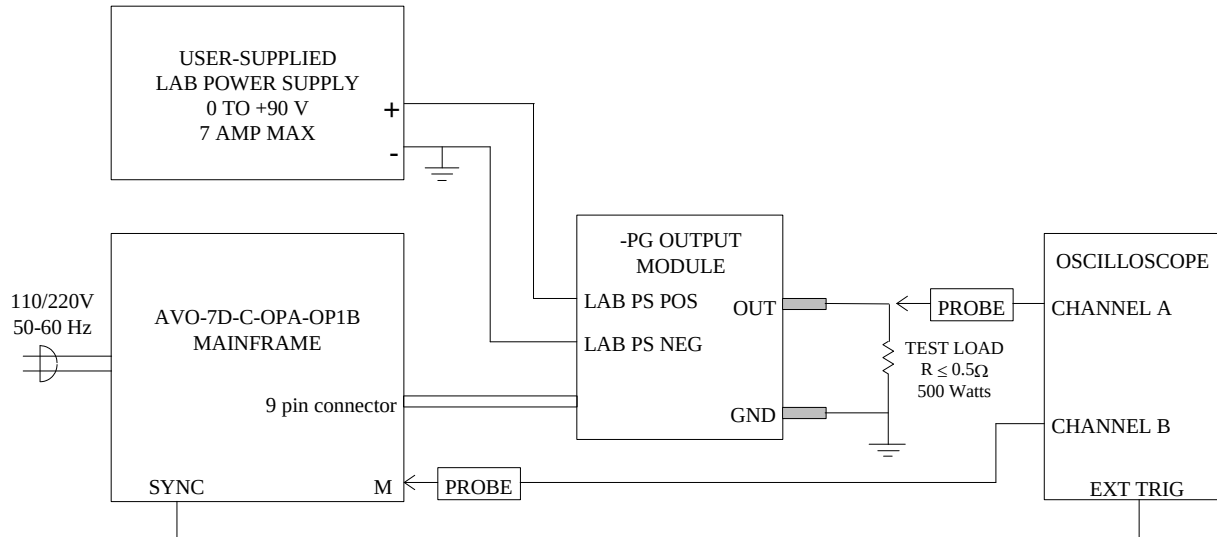 USER-SUPPLIED
LAB POWER SUPPLY
0 TO +90 V
7 AMP MAX
+
-
110/220V
50-60 Hz
AVO-7D-C-OPA-OP1B
MAINFRAME
9 pin connector
SYNC
M
-PG OUTPUT
MODULE
LAB PS POS
LAB PS NEG
OUT
GND
PROBE
TEST LOAD
R ≤ 0.5Ω
500 Watts
PROBE
OSCILLOSCOPE
CHANNEL A
CHANNEL B
EXT TRIG